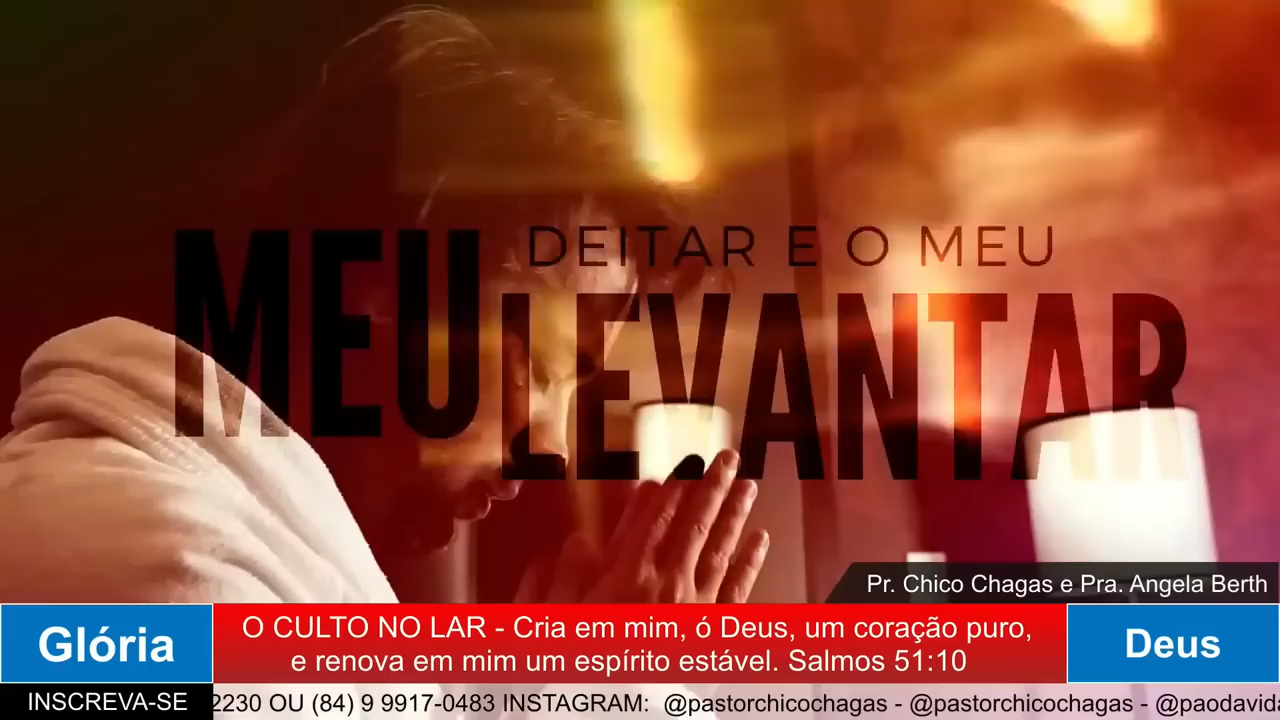 MEU DEITAR E O MEU
LEVANTAR
Pr. Chico Chagas e Pra. Angela Berth
Glória
O CULTO NO LAR - Cria em mim, ó Deus, um coração puro,
e renova em mim um espírito estável. Salmos 51:10
Deus
INSCREVA-SE
2230 OU (84) 9 9917-0483 INSTAGRAM: @pastorchicochagas - @pastorchicochagas - @paodavida